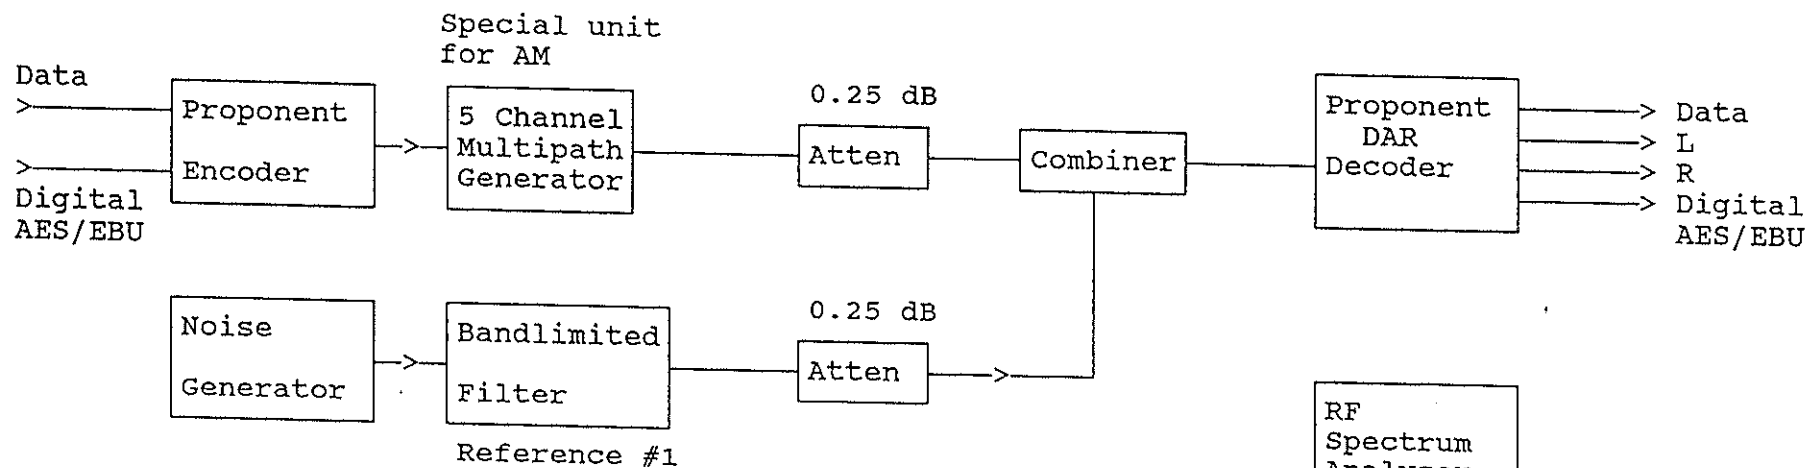 Special unit
for AM
Data
Proponent
Encoder
Digital
AES/EBU
5 Channel
Multipath
Generator
0.25 dB
Atten
Combiner
Proponent
DAR
Decoder
Data
L
R
Digital
AES/EBU
Noise
Generator
Bandlimited
Filter
Reference #1
0.25 dB
Atten
RF
Spectrum